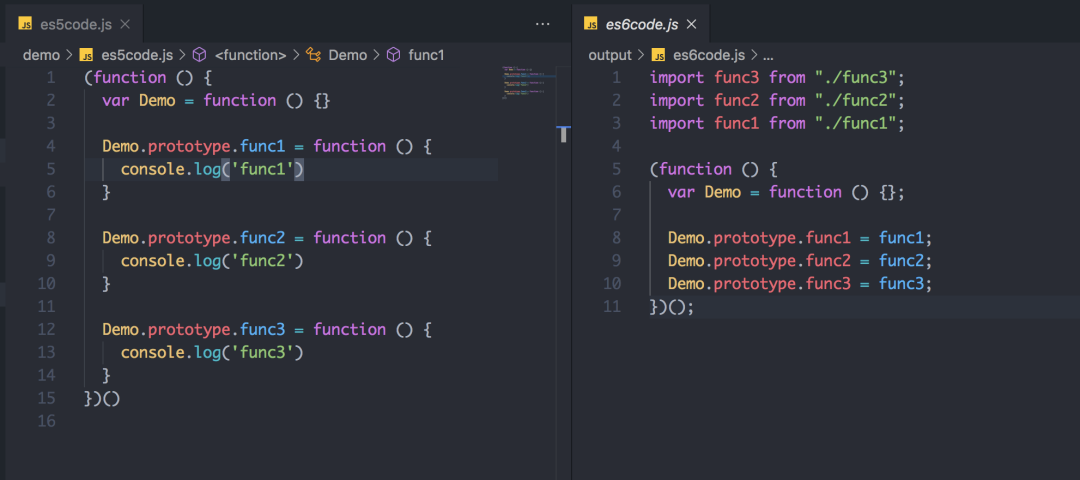 JS es5code.js ×
...
demo > JS es5code.js > <function> > Demo > func1
1 (function () {
2 var Demo = function () {}
3
4 Demo.prototype.func1 = function () {
5 console.log('func1')
6 }
7
8 Demo.prototype.func2 = function () {
9 console.log('func2')
10 }
11
12 Demo.prototype.func3 = function () {
13 console.log('func3')
14 }
15 })()
16
JS es6code.js ×
output > JS es6code.js > ...
1 import func3 from "./func3";
2 import func2 from "./func2";
3 import func1 from "./func1";
4
5 (function () {
6 var Demo = function () {};
7
8 Demo.prototype.func1 = func1;
9 Demo.prototype.func2 = func2;
10 Demo.prototype.func3 = func3;
11 })();